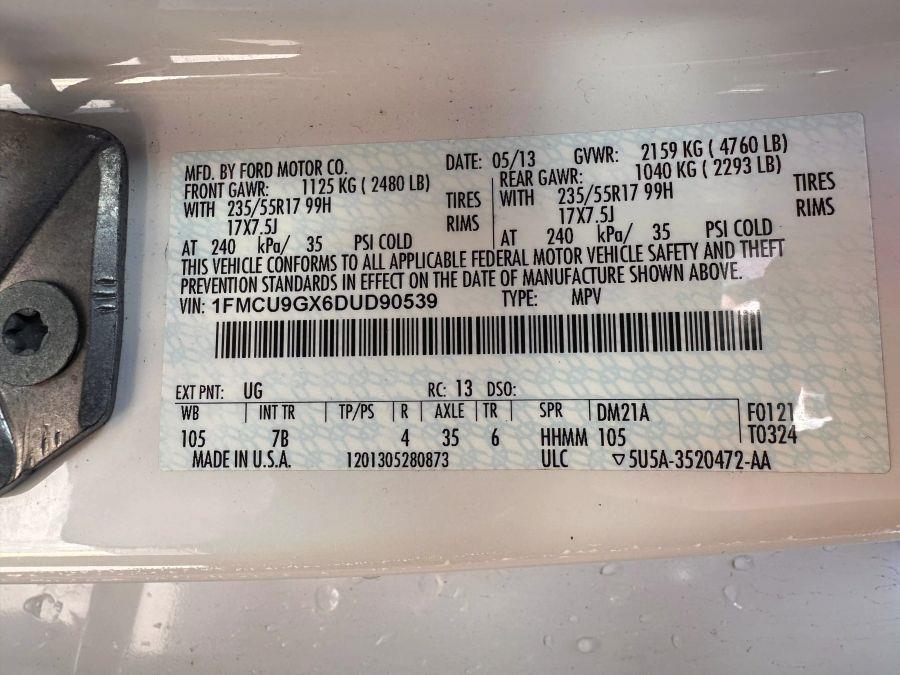 MFD. BY FORD MOTOR CO. DATE: 05/13 GVWR: 2159 KG ( 4760 LB)
FRONT GAWR: 1125 KG ( 2480 LB) REAR GAWR: 1040 KG ( 2293 LB)
WITH 235/55R17 99H TIRES WITH 235/55R17 99H TIRES
17X7.5J RIMS 17X7.5J RIMS
AT 240 kPa/ 35 PSI COLD AT 240 kPa/ 35 PSI COLD
THIS VEHICLE CONFORMS TO ALL APPLICABLE FEDERAL MOTOR VEHICLE SAFETY AND THEFT
PREVENTION STANDARDS IN EFFECT ON THE DATE OF MANUFACTURE SHOWN ABOVE.
VIN: 1FMCU9GX6DUD90539 TYPE: MPV
EXT PNT: UG RC: 13 DSO:
WB INT TR TP/PS R AXLE TR SPR DM21A F0121
105 7B 4 35 6 HHMM 105 T0324
MADE IN U.S.A. 1201305280873 ULC ▽5U5A-3520472-AA